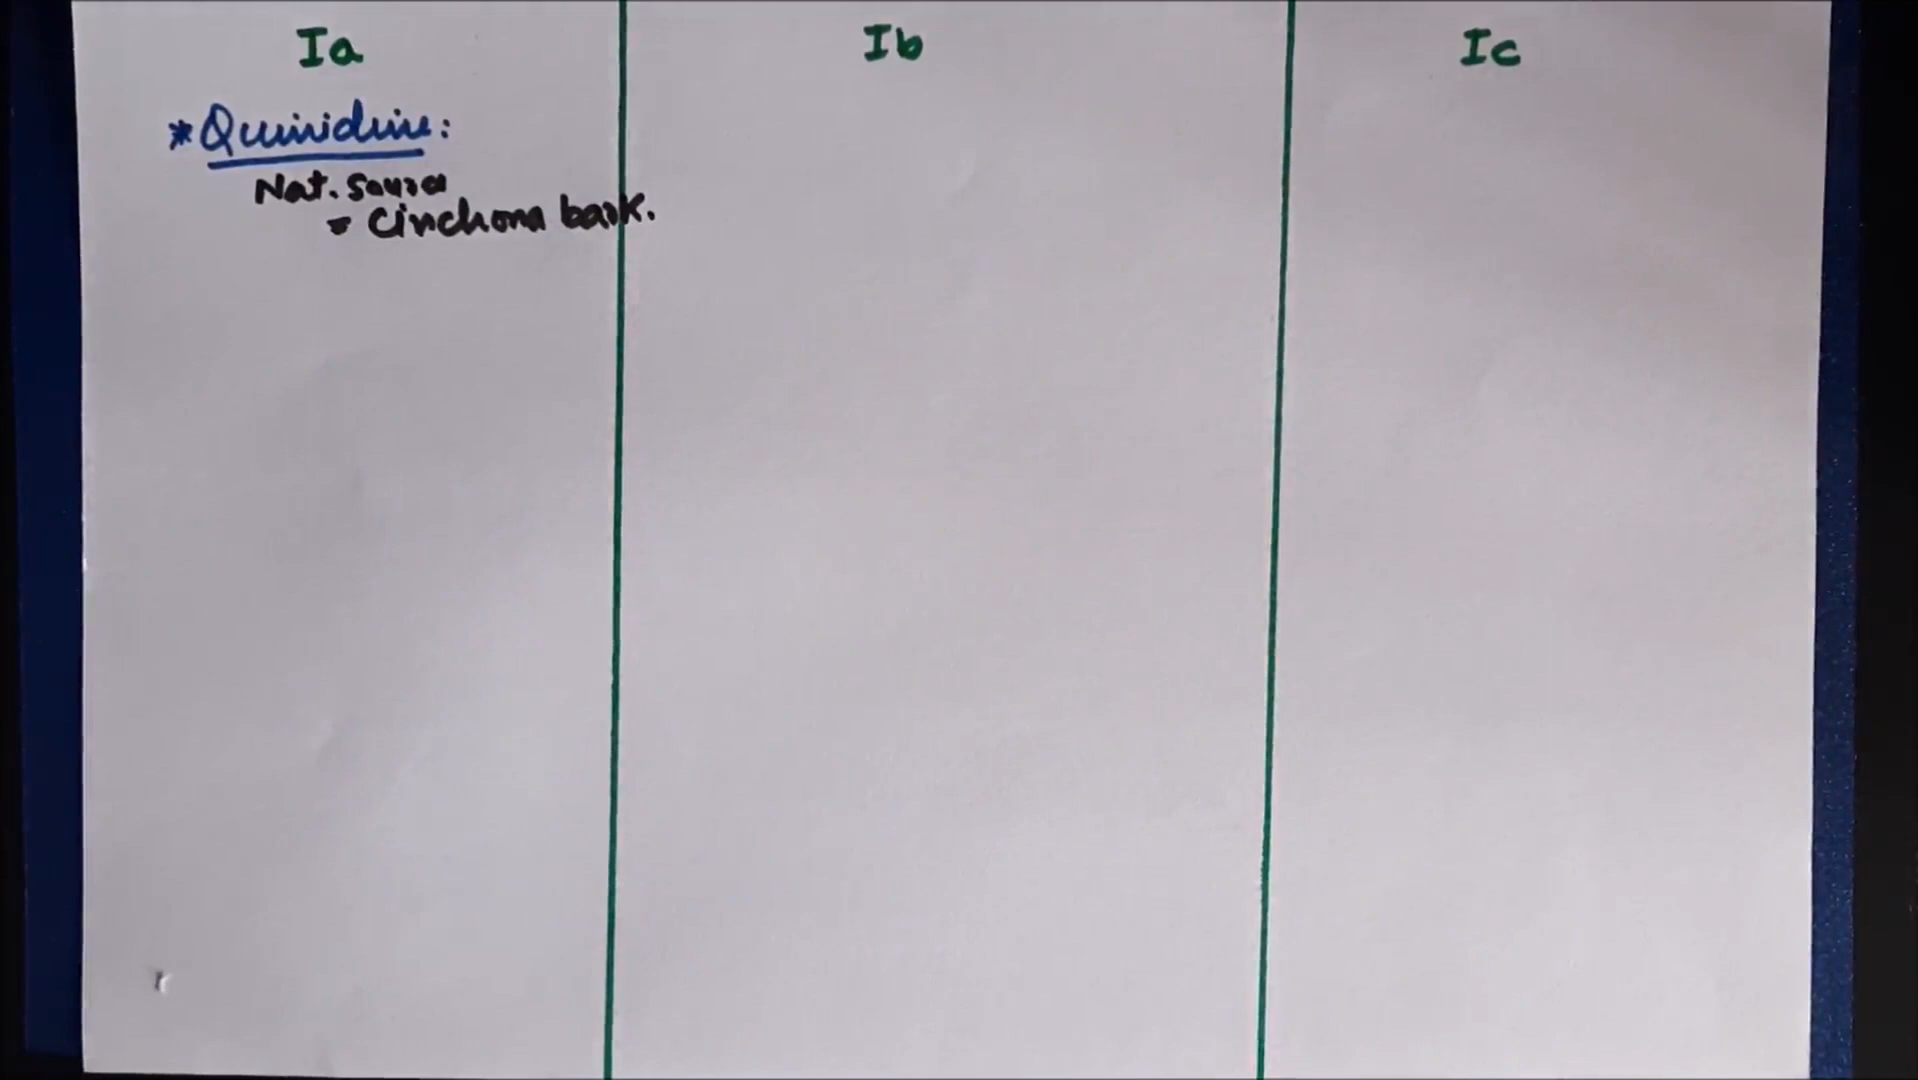 Ia
Ib
Ic
*Quinidine:
Nat. Source
= Cinchona bark.